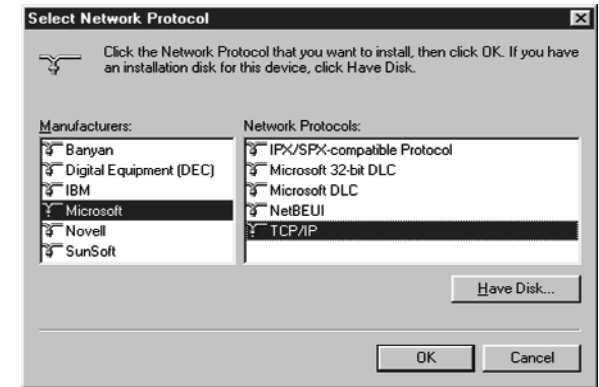 Select Network Protocol
Click the Network Protocol that you want to install, then click OK. If you have
an installation disk for this device, click Have Disk.
Manufacturers:
Banyan
Digital Equipment (DEC)
IBM
Microsoft
Novell
SunSoft
Network Protocols:
IPX/SPX-compatible Protocol
Microsoft 32-bit DLC
Microsoft DLC
NetBEUI
TCP/IP
Have Disk...
OK
Cancel